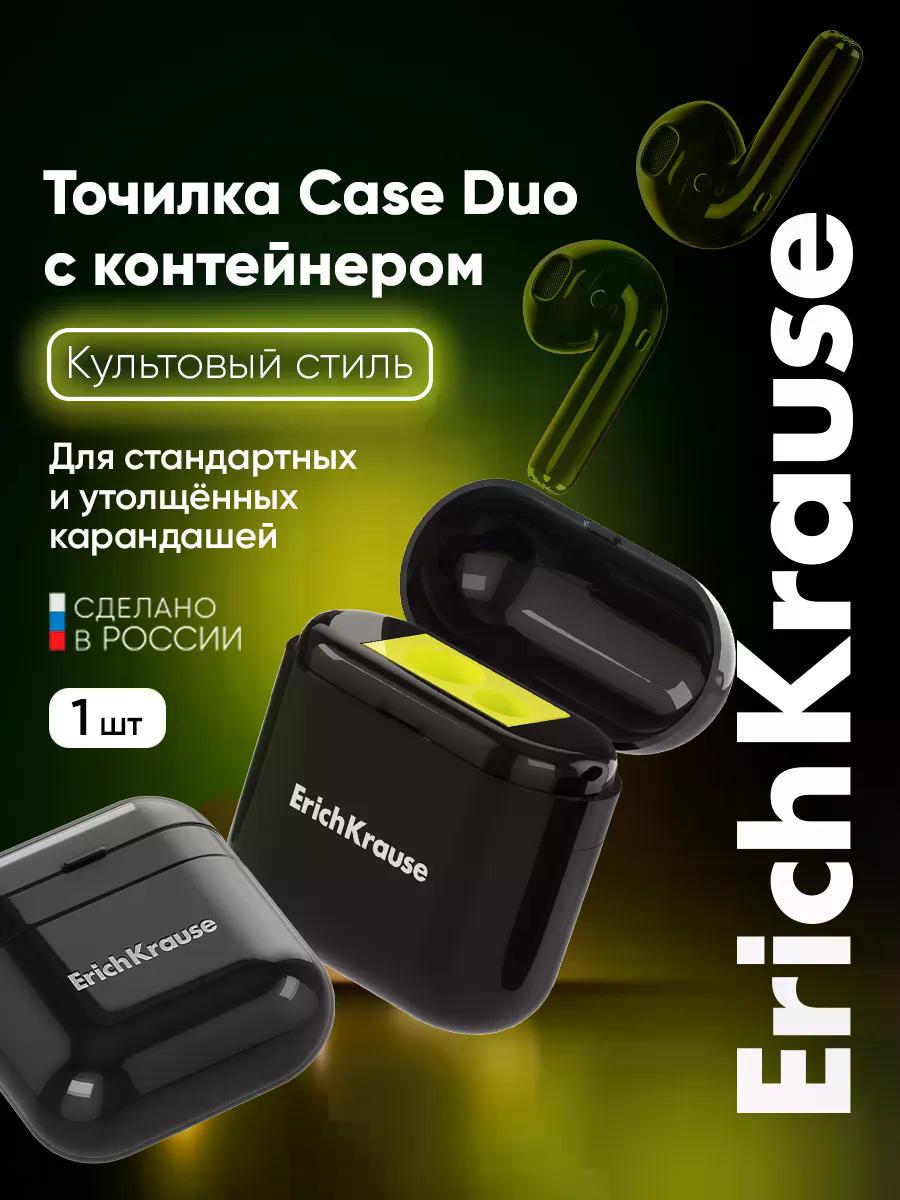 Точилка Case Duo
с контейнером
Культовый стиль
Для стандартных
и утолщённых
карандашей
СДЕЛАНО
В РОССИИ
1 шт
ErichKrause
ErichKrause
ErichKrause